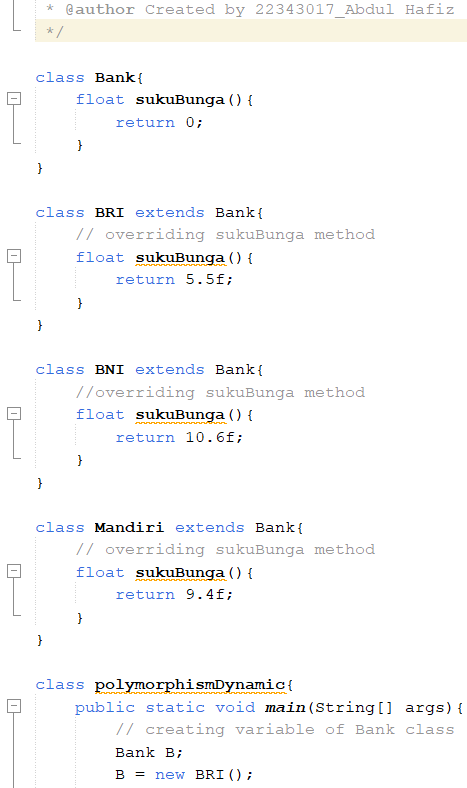 * @author Created by 22343017_Abdul Hafiz
*/
class Bank{
float sukuBunga(){
return 0;
}
}
class BRI extends Bank{
// overriding sukuBunga method
float sukuBunga(){
return 5.5f;
}
}
class BNI extends Bank{
//overriding sukuBunga method
float sukuBunga(){
return 10.6f;
}
}
class Mandiri extends Bank{
// overriding sukuBunga method
float sukuBunga(){
return 9.4f;
}
}
class polymorphismDynamic{
public static void main(String[] args){
// creating variable of Bank class
Bank B;
B = new BRI();